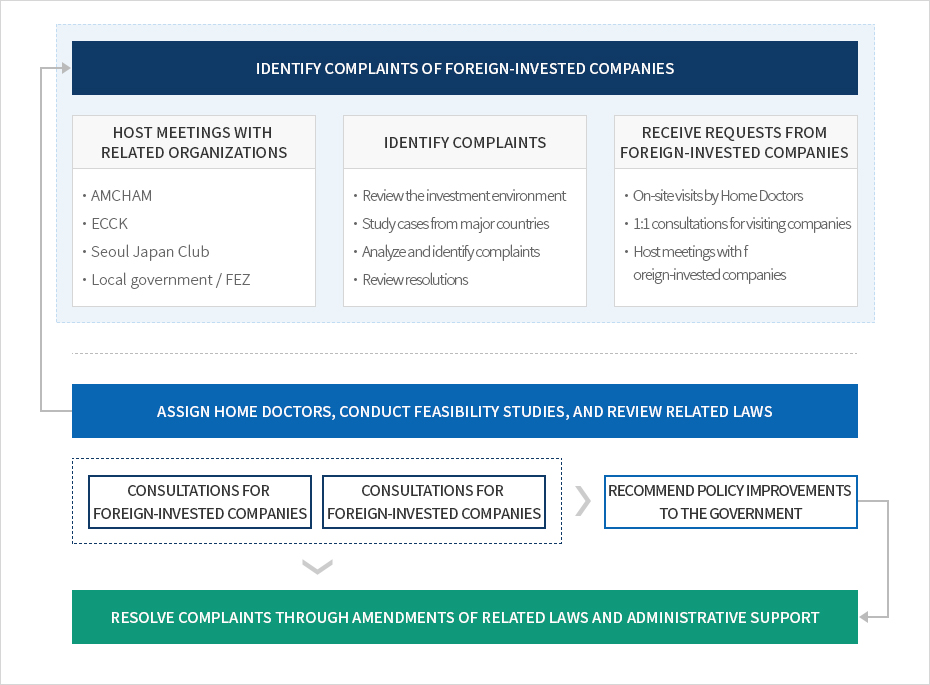 IDENTIFY COMPLAINTS OF FOREIGN-INVESTED COMPANIES
HOST MEETINGS WITH
RELATED ORGANIZATIONS
· AMCHAM
· ECCK
· Seoul Japan Club
· Local government / FEZ
IDENTIFY COMPLAINTS
· Review the investment environment
· Study cases from major countries
· Analyze and identify complaints
· Review resolutions
RECEIVE REQUESTS FROM
FOREIGN-INVESTED COMPANIES
· On-site visits by Home Doctors
· 1:1 consultations for visiting companies
· Host meetings with f
oreign-invested companies
ASSIGN HOME DOCTORS, CONDUCT FEASIBILITY STUDIES, AND REVIEW RELATED LAWS
CONSULTATIONS FOR
FOREIGN-INVESTED COMPANIES
CONSULTATIONS FOR
FOREIGN-INVESTED COMPANIES
RECOMMEND POLICY IMPROVEMENTS
TO THE GOVERNMENT
RESOLVE COMPLAINTS THROUGH AMENDMENTS OF RELATED LAWS AND ADMINISTRATIVE SUPPORT